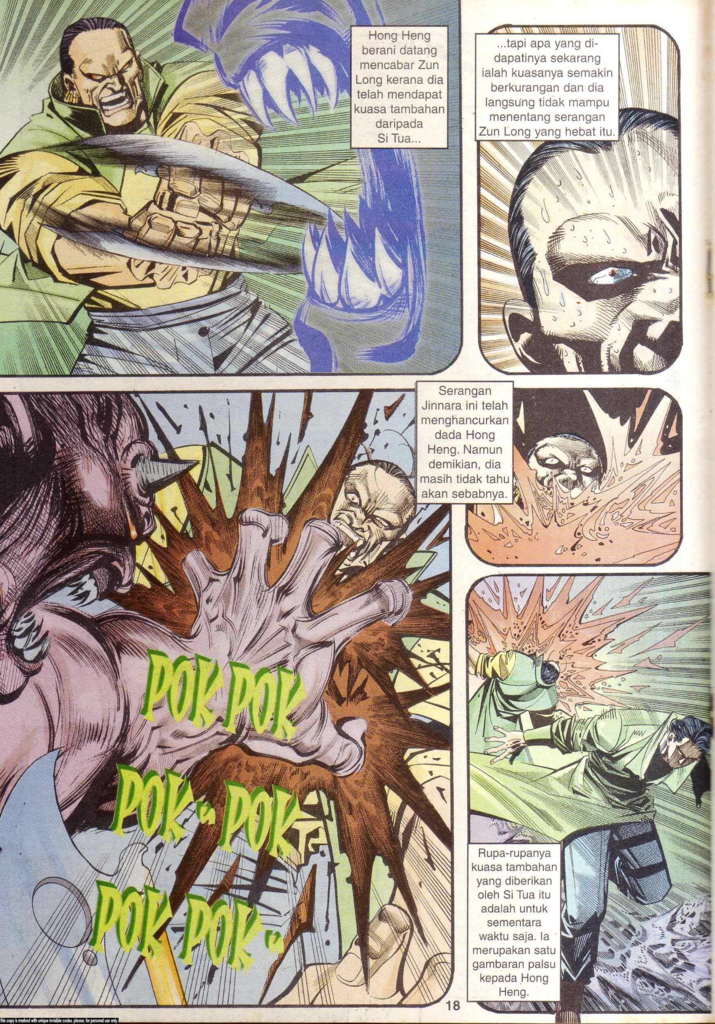 Hong Heng
berani datang
mencabar Zun
Long kerana dia
telah mendapat
kuasa tambahan
daripada
Si Tua...
...tapi apa yang di-
dapatinya sekarang
ialah kuasanya semakin
berkurangan dan dia
langsung tidak mampu
menentang serangan
Zun Long yang hebat itu.
Serangan
Jinnara ini telah
menghancurkan
dada Hong
Heng. Namun
demikian, dia
masih tidak tahu
akan sebabnya.
POK POK
POK.. POK
POK POK..
Rupa-rupanya
kuasa tambahan
yang diberikan
oleh Si Tua itu
adalah untuk
sementara
waktu saja. Ia
merupakan satu
gambaran palsu
kepada Hong
Heng.
18